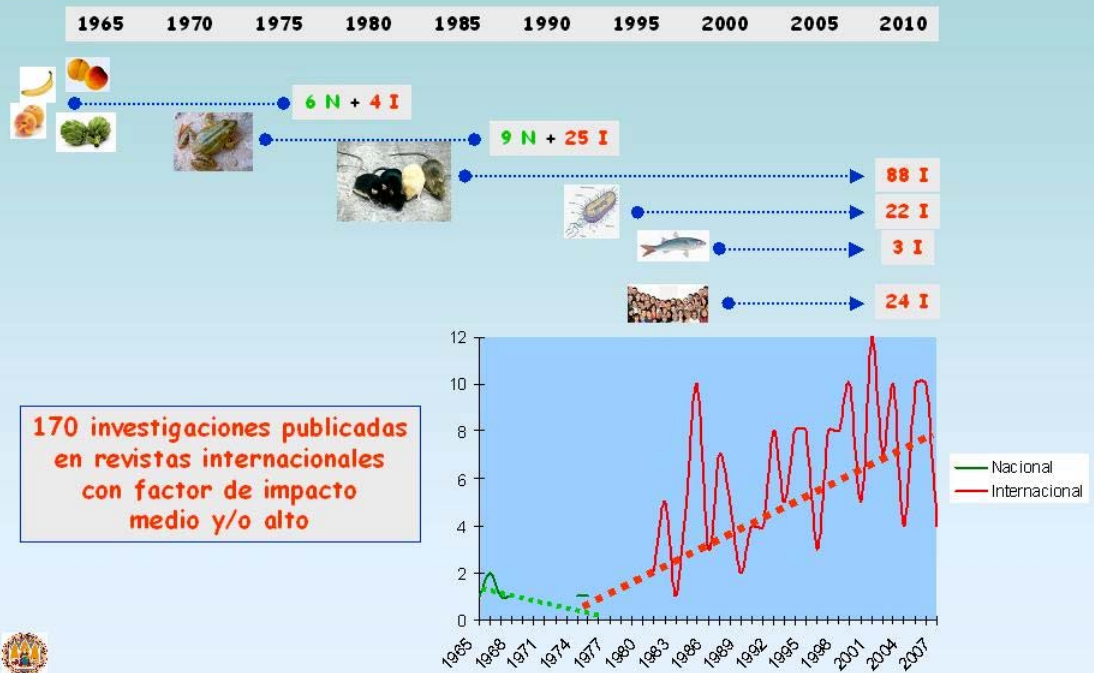 1965 1970 1975 1980 1985 1990 1995 2000 2005 2010
6 N + 4 I
9 N + 25 I
88 I
22 I
3 I
24 I
170 investigaciones publicadas
en revistas internacionales
con factor de impacto
medio y/o alto
12
10
8
6
4
2
0
1965 1968 1971 1974 1977 1980 1983 1986 1989 1992 1995 1998 2001 2004 2007
Nacional
Internacional